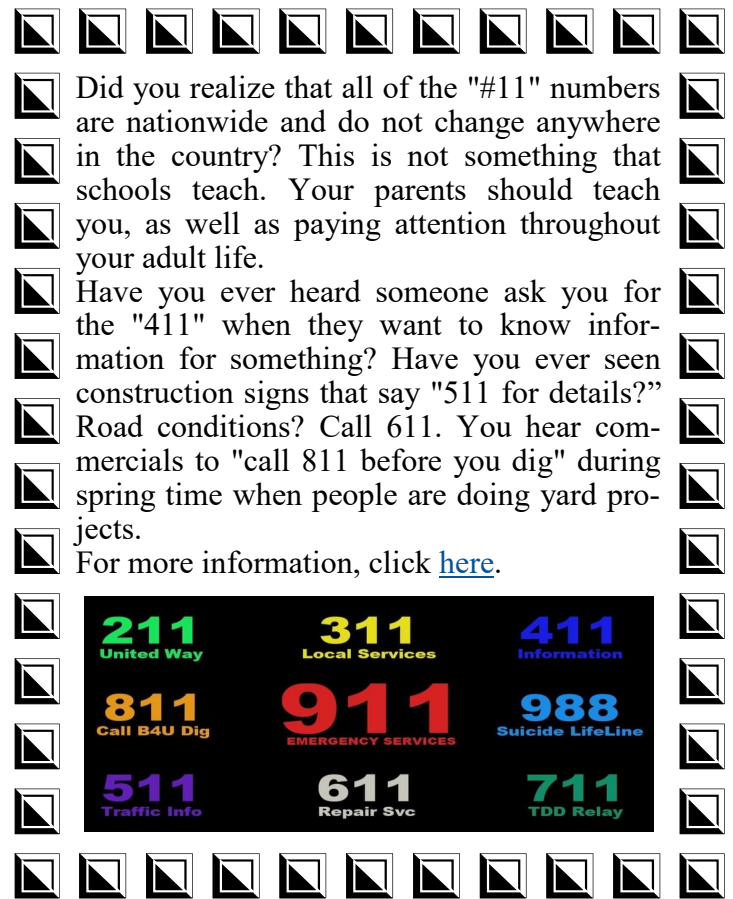 Did you realize that all of the "#11" numbers
are nationwide and do not change anywhere
in the country? This is not something that
schools teach. Your parents should teach
you, as well as paying attention throughout
your adult life.
Have you ever heard someone ask you for
the "411" when they want to know infor-
mation for something? Have you ever seen
construction signs that say "511 for details?”
Road conditions? Call 611. You hear com-
mercials to "call 811 before you dig" during
spring time when people are doing yard pro-
jects.
For more information, click here.
211 311 411
United Way Local Services Information
811 911 988
Call B4U Dig EMERGENCY SERVICES Suicide LifeLine
511 611 711
Traffic Info Repair Svc TDD Relay